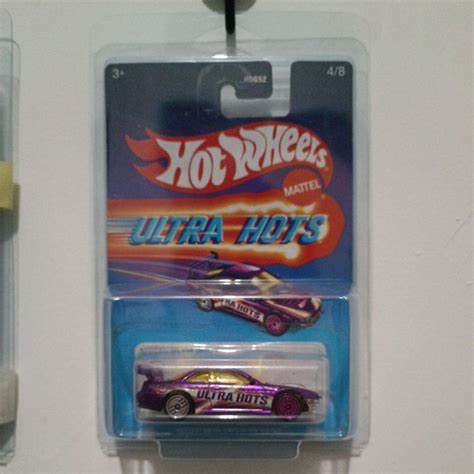 3+
4/8
HOT WHEELS
MATTEL
ULTRA HOTS
ULTRA HOTS
ULTRA HOTS